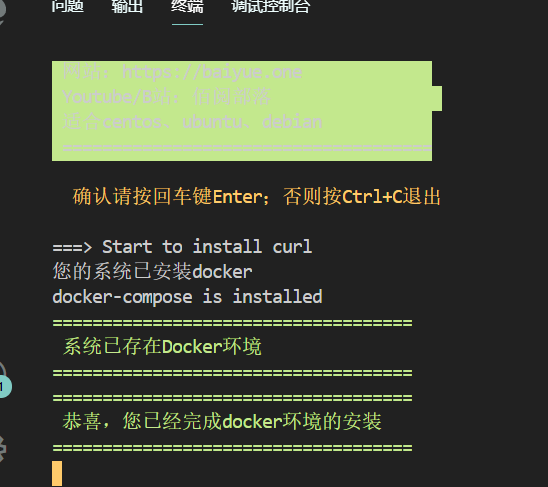 问题 输出 终端 调试控制台
网站：https://baiyue.one
Youtube/B站：佰阅部落
适合centos、ubuntu、debian
=====================================
确认请按回车键Enter；否则按Ctrl+C退出
===> Start to install curl
您的系统已安装docker
docker-compose is installed
====================================
系统已存在Docker环境
====================================
====================================
恭喜，您已经完成docker环境的安装
====================================
1